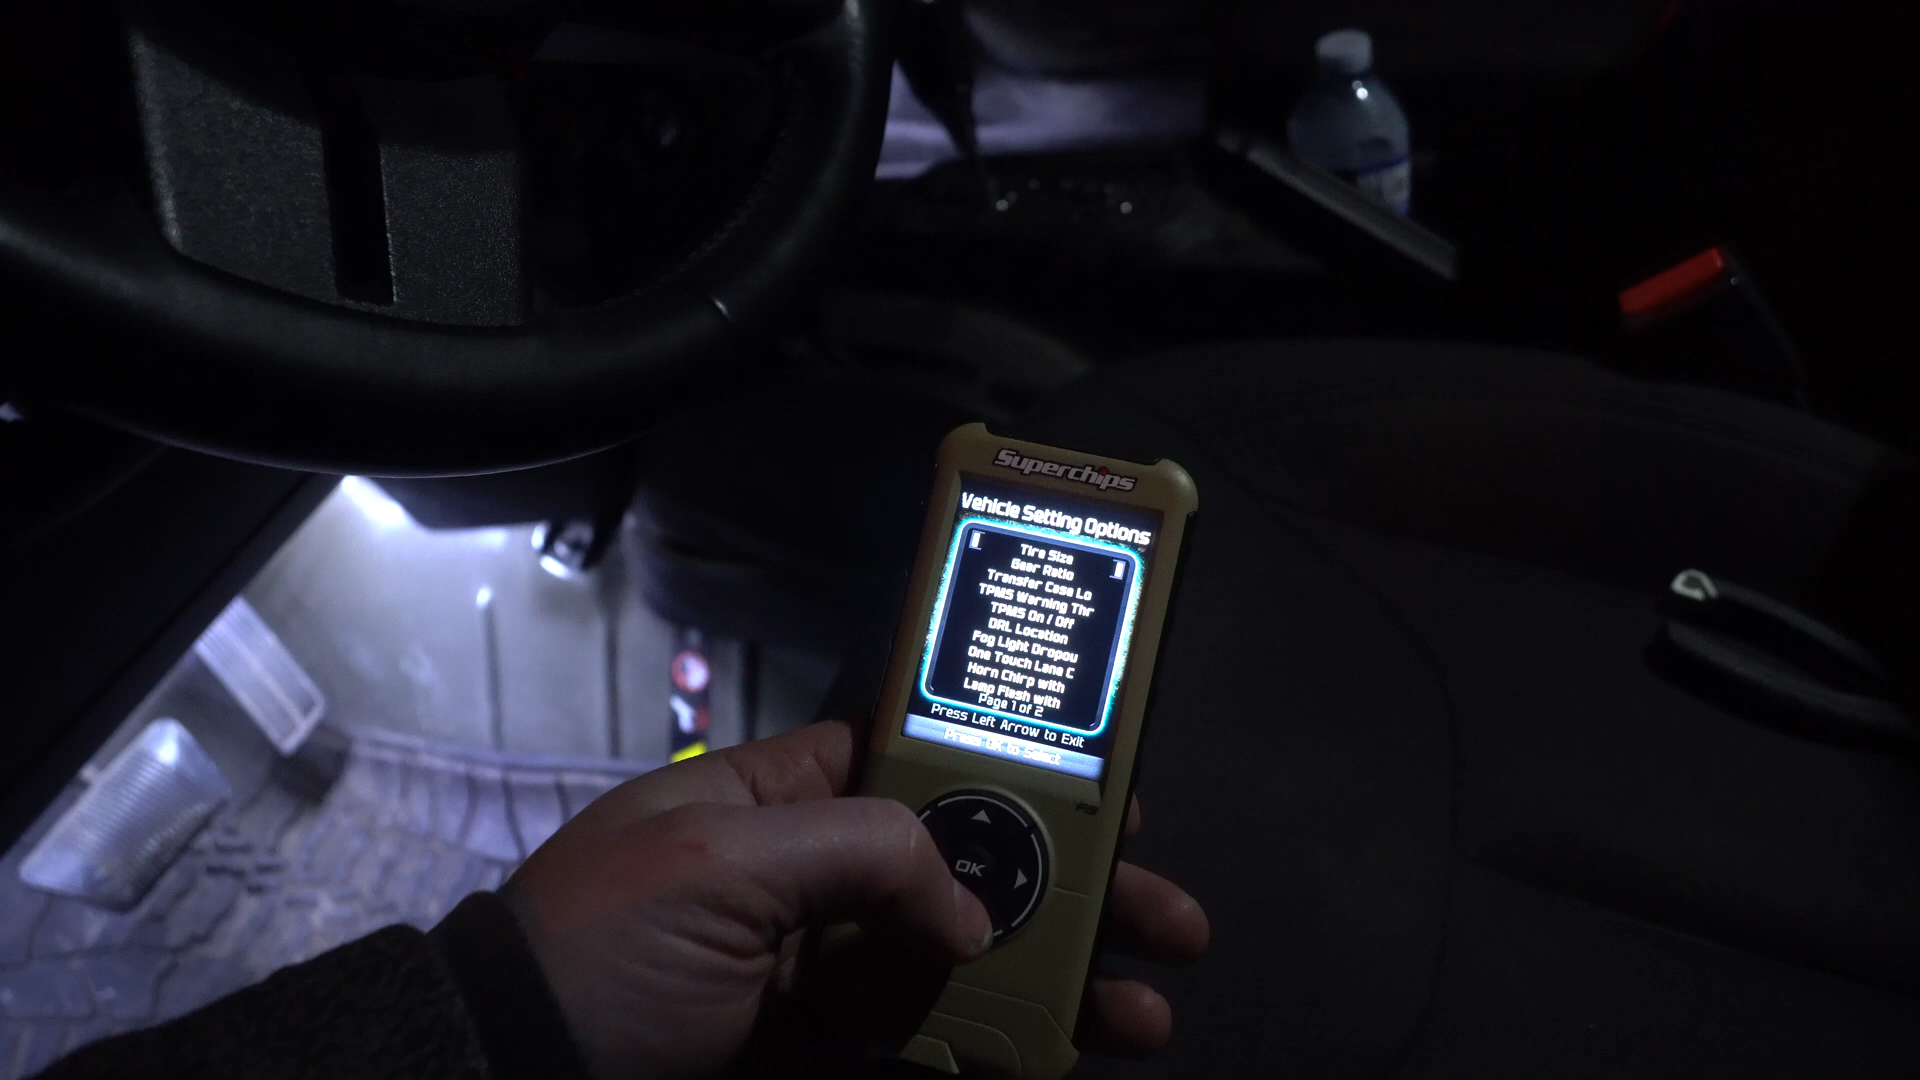 Superchips
Vehicle Setting Options
Tire Size
Gear Ratio
Transfer Case Lo
TPMS Warning Thr
TPMS On / Off
DRL Location
Fog Light Dropou
One Touch Lane C
Horn Chirp with
Lamp Flash with
Page 1 of 2
Press Left Arrow to Exit
Press OK to Select
OK